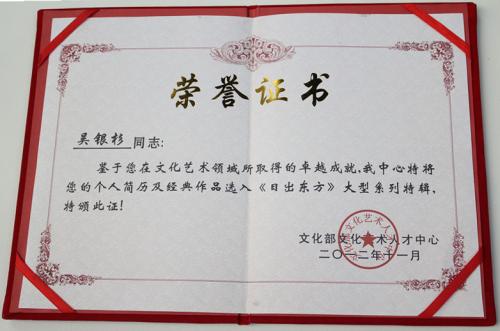 荣誉证书
吴银杉 同志:
鉴于您在文化艺术领域所取得的卓越成就,我中心特将
您的个人简历及经典作品选入《日出东方》大型系列特辑,
特颁此证!
文化部文化艺术人才中心
二〇一二年十一月